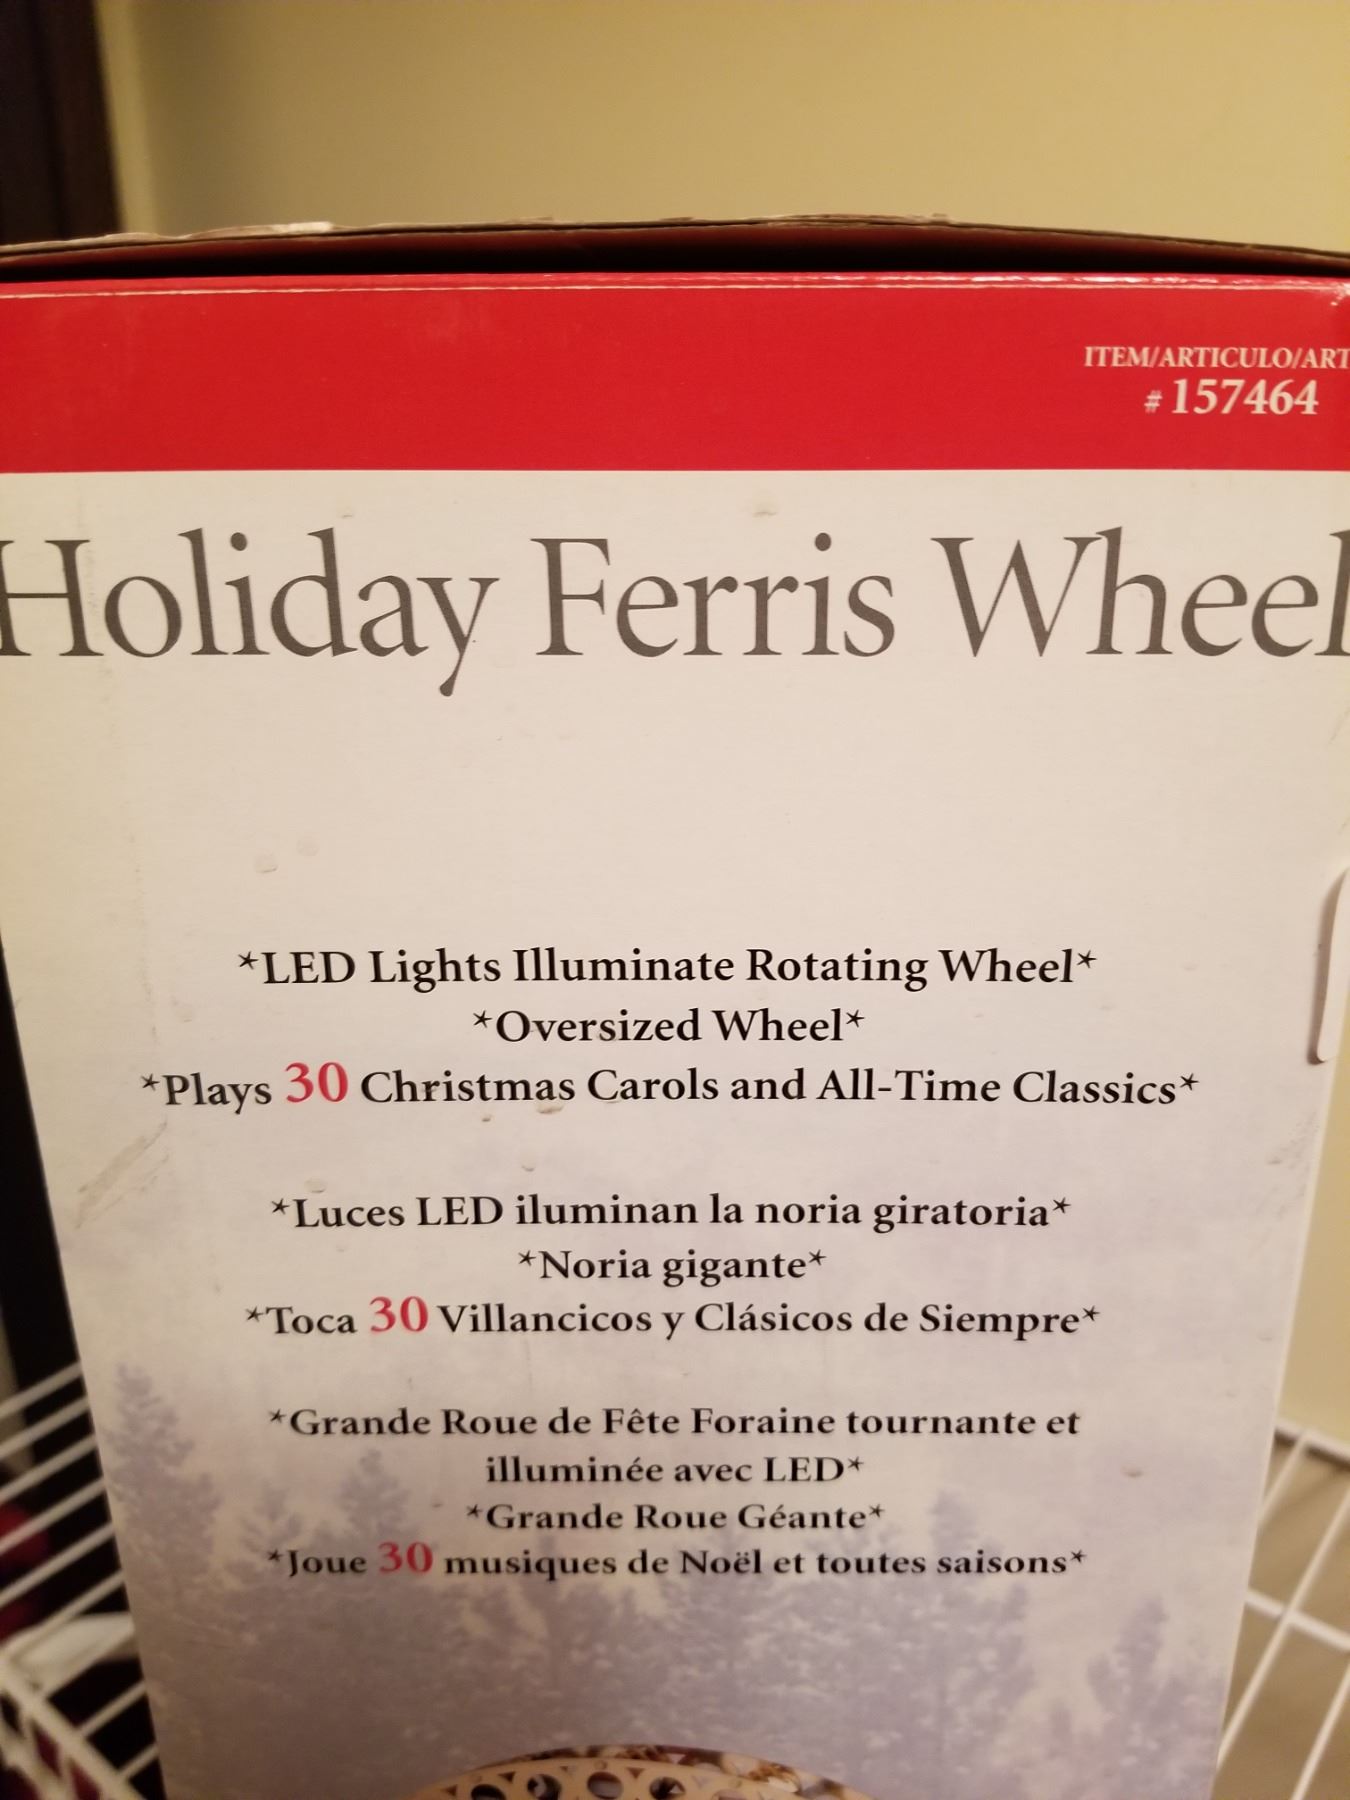 ITEM/ARTICULO/ART
# 157464
Holiday Ferris Wheel
*LED Lights Illuminate Rotating Wheel*
*Oversized Wheel*
*Plays 30 Christmas Carols and All-Time Classics*
*Luces LED iluminan la noria giratoria*
*Noria gigante*
*Toca 30 Villancicos y Clásicos de Siempre*
*Grande Roue de Fête Foraine tournante et
illuminée avec LED*
*Grande Roue Géante*
*Joue 30 musiques de Noël et toutes saisons*